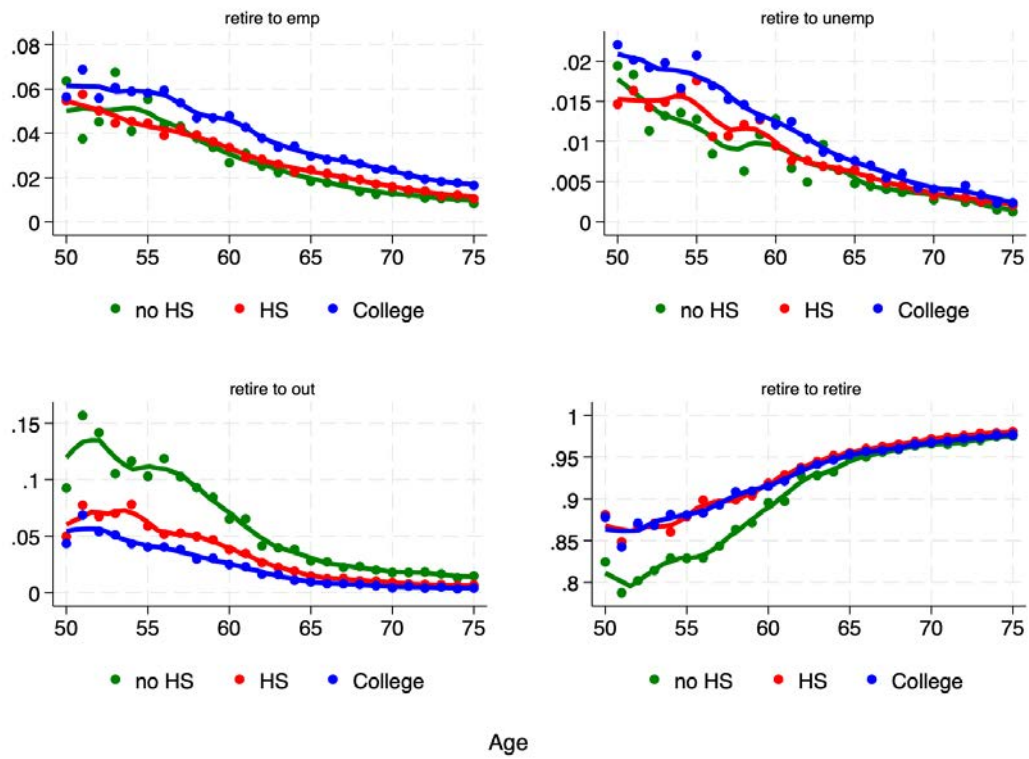 retire to emp
.08
.06
.04
.02
0
50 55 60 65 70 75
no HS HS College
retire to unemp
.02
.015
.01
.005
0
50 55 60 65 70 75
no HS HS College
retire to out
.15
.1
.05
0
50 55 60 65 70 75
no HS HS College
retire to retire
1
.95
.9
.85
.8
50 55 60 65 70 75
no HS HS College
Age